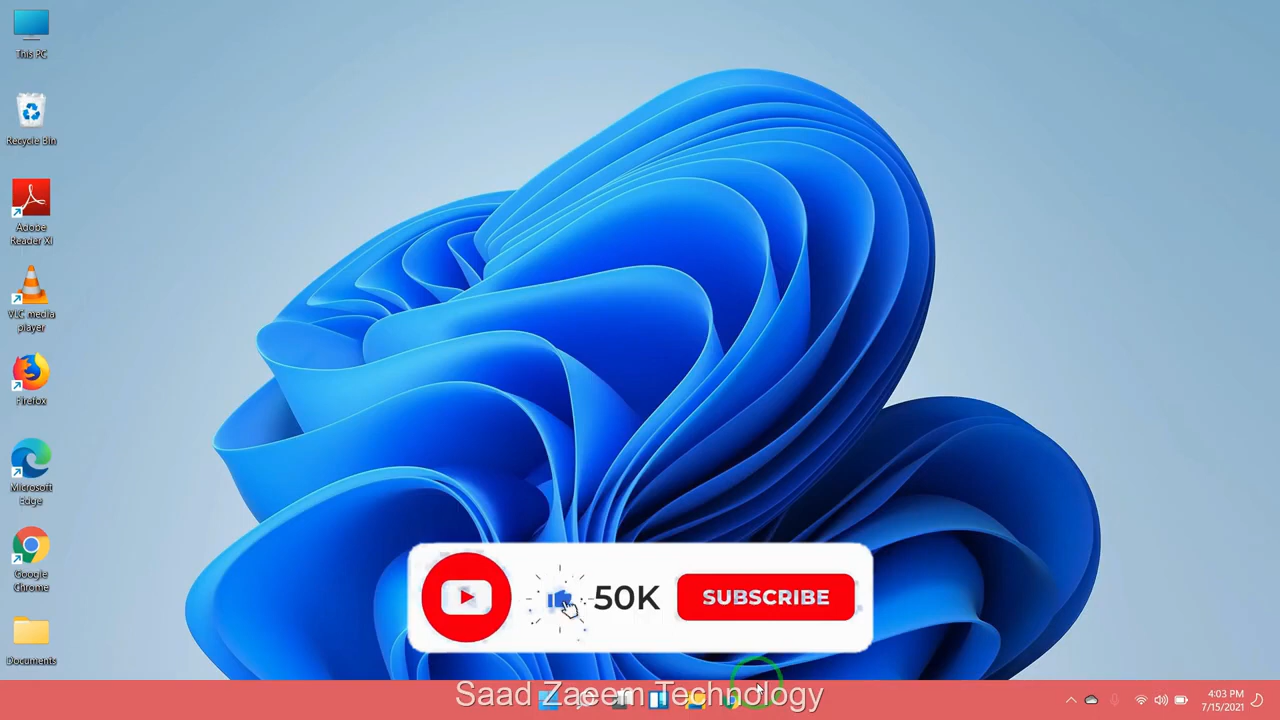 This PC
Recycle Bin
Adobe
Reader XI
VLC media
player
Firefox
Microsoft
Edge
Google
Chrome
Documents
50K
SUBSCRIBE
Saad Zaeem Technology
4:03 PM
7/15/2021